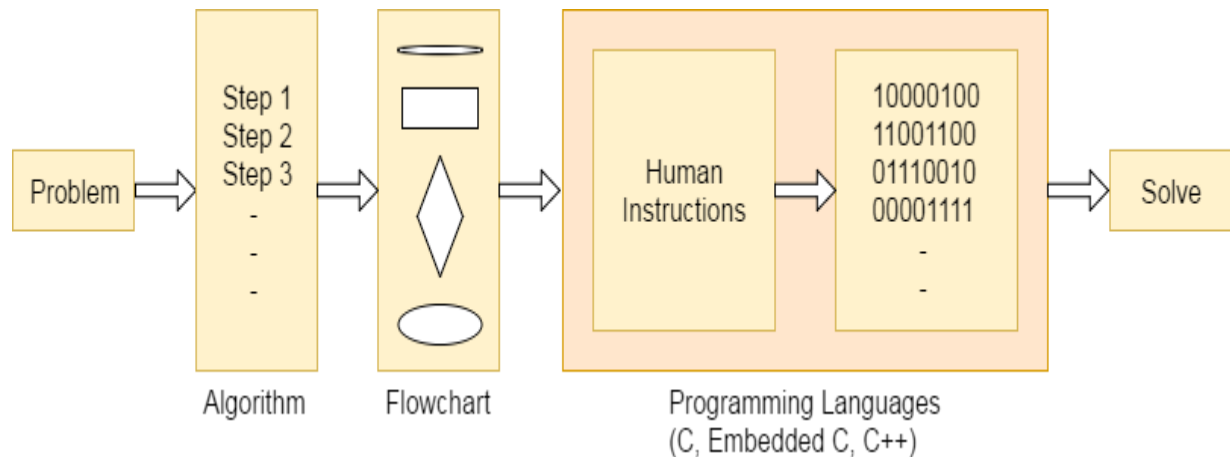 Problem
Step 1
Step 2
Step 3
-
-
-
Algorithm
Flowchart
Human
Instructions
10000100
11001100
01110010
00001111
-
-
Programming Languages
(C, Embedded C, C++)
Solve